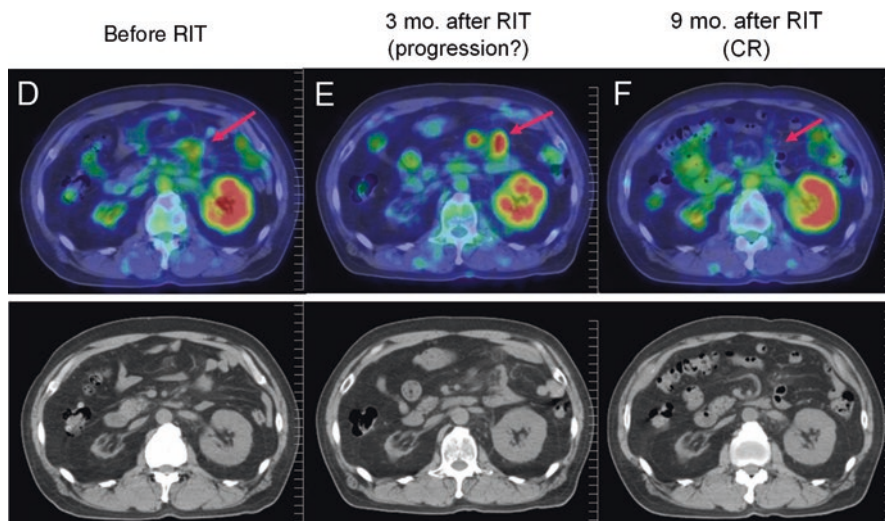 Before RIT
3 mo. after RIT
(progression?)
9 mo. after RIT
(CR)
D
E
F